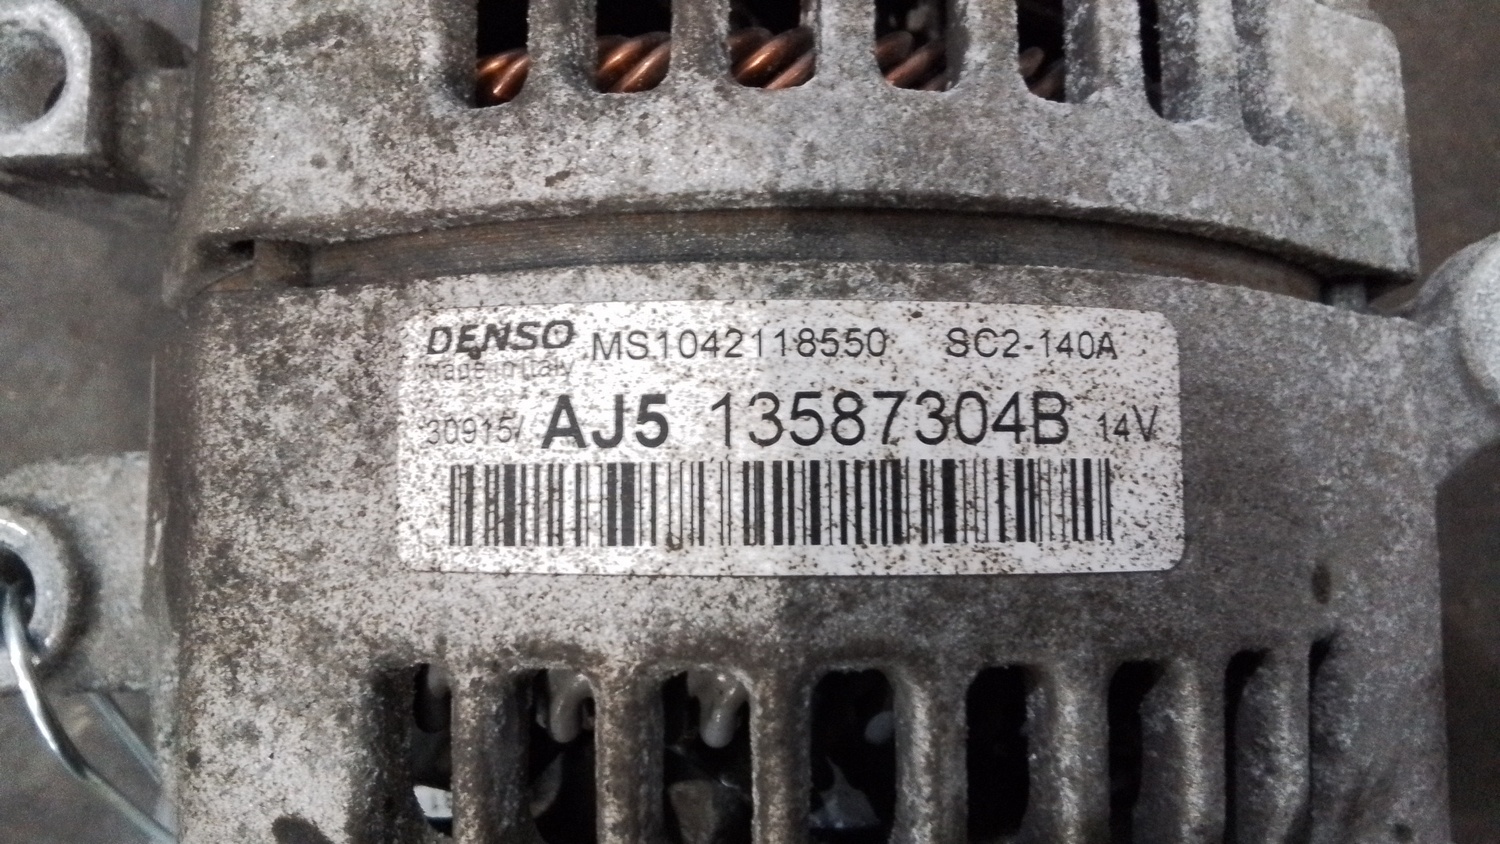 DENSO MS1042118550 SC2-140A
Made in Italy
30915/ AJ5 13587304B 14V